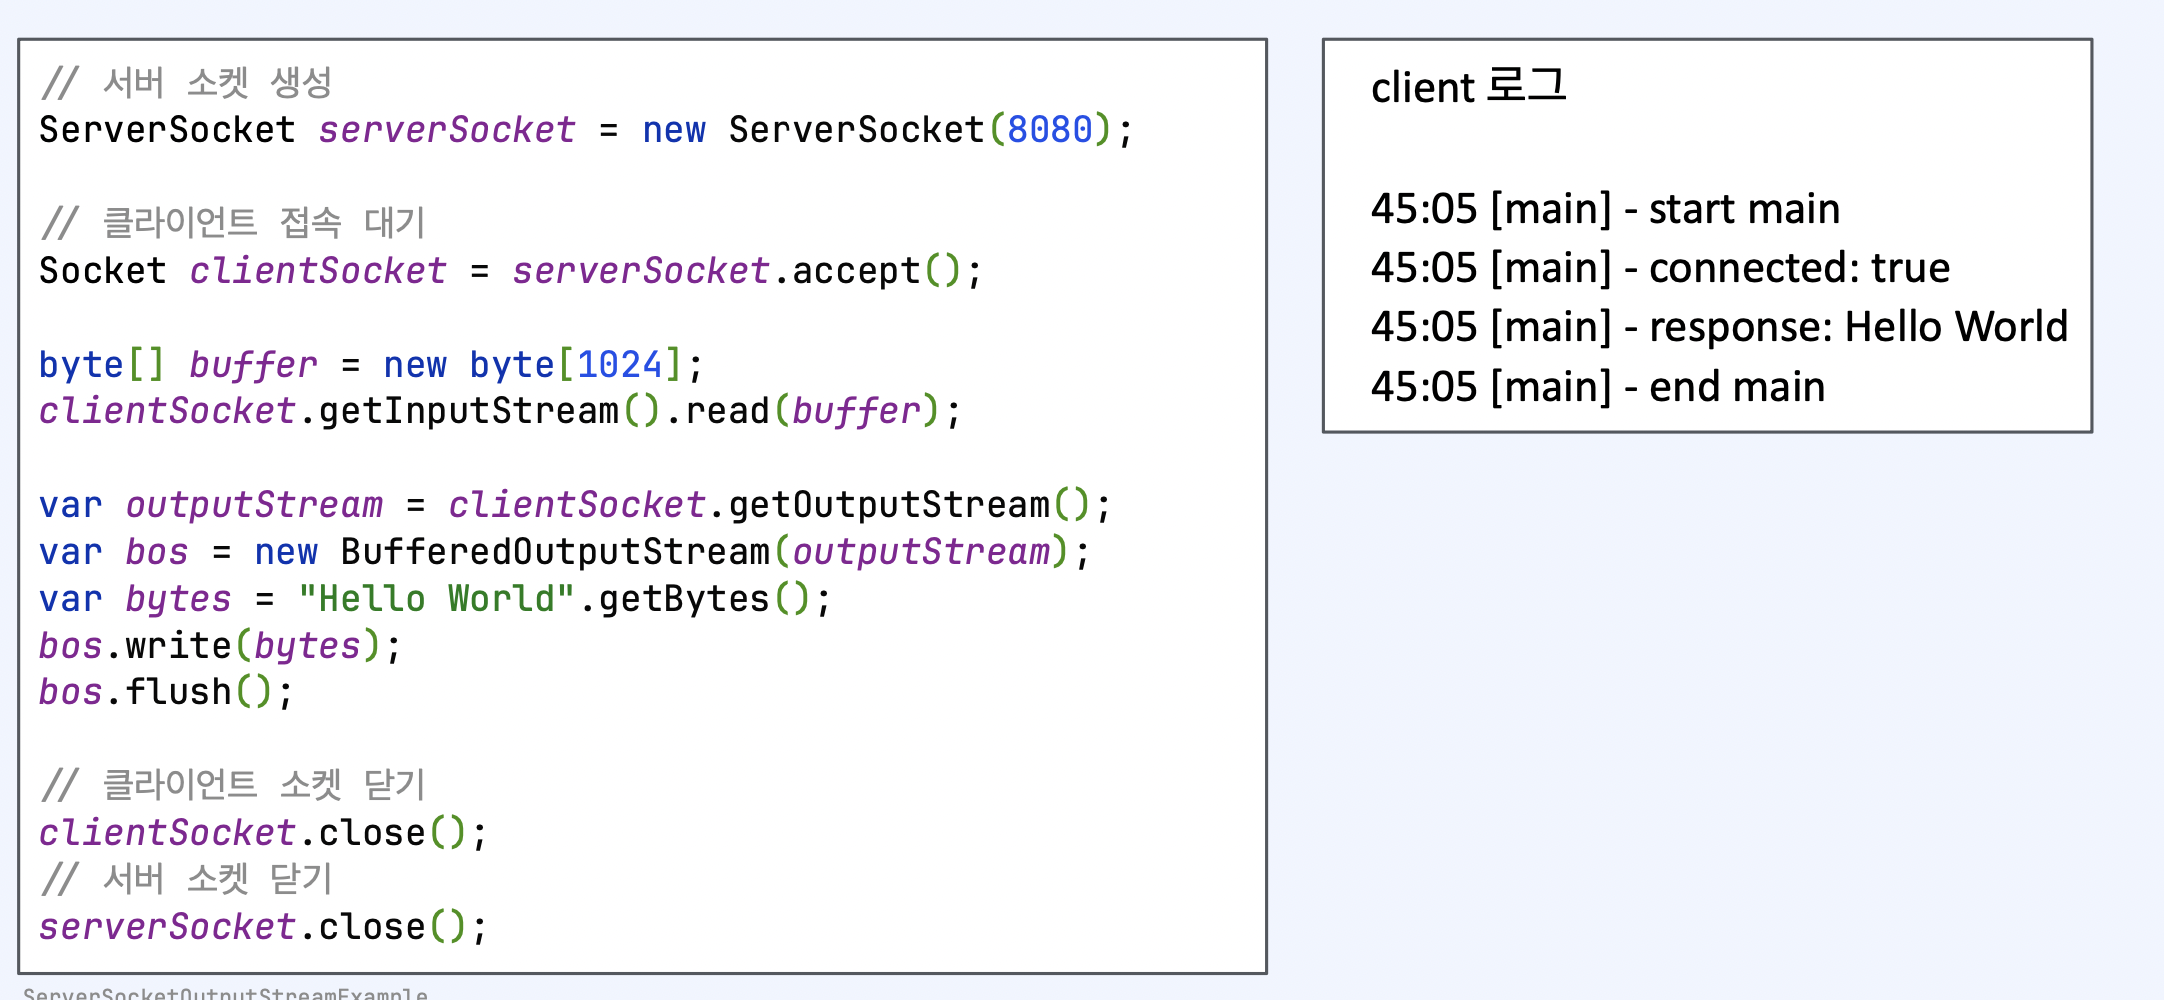 // 서버 소켓 생성
ServerSocket serverSocket = new ServerSocket(8080);
// 클라이언트 접속 대기
Socket clientSocket = serverSocket.accept();
byte[] buffer = new byte[1024];
clientSocket.getInputStream().read(buffer);
var outputStream = clientSocket.getOutputStream();
var bos = new BufferedOutputStream(outputStream);
var bytes = "Hello World".getBytes();
bos.write(bytes);
bos.flush();
// 클라이언트 소켓 닫기
clientSocket.close();
// 서버 소켓 닫기
serverSocket.close();
ServerSocketOutputStreamExample
client 로그
45:05 [main] - start main
45:05 [main] - connected: true
45:05 [main] - response: Hello World
45:05 [main] - end main